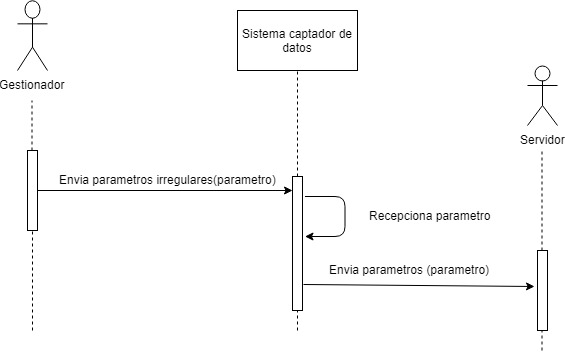 Gestionador
Sistema captador de
datos
Servidor
Envia parametros irregulares(parametro)
Recepciona parametro
Envia parametros (parametro)